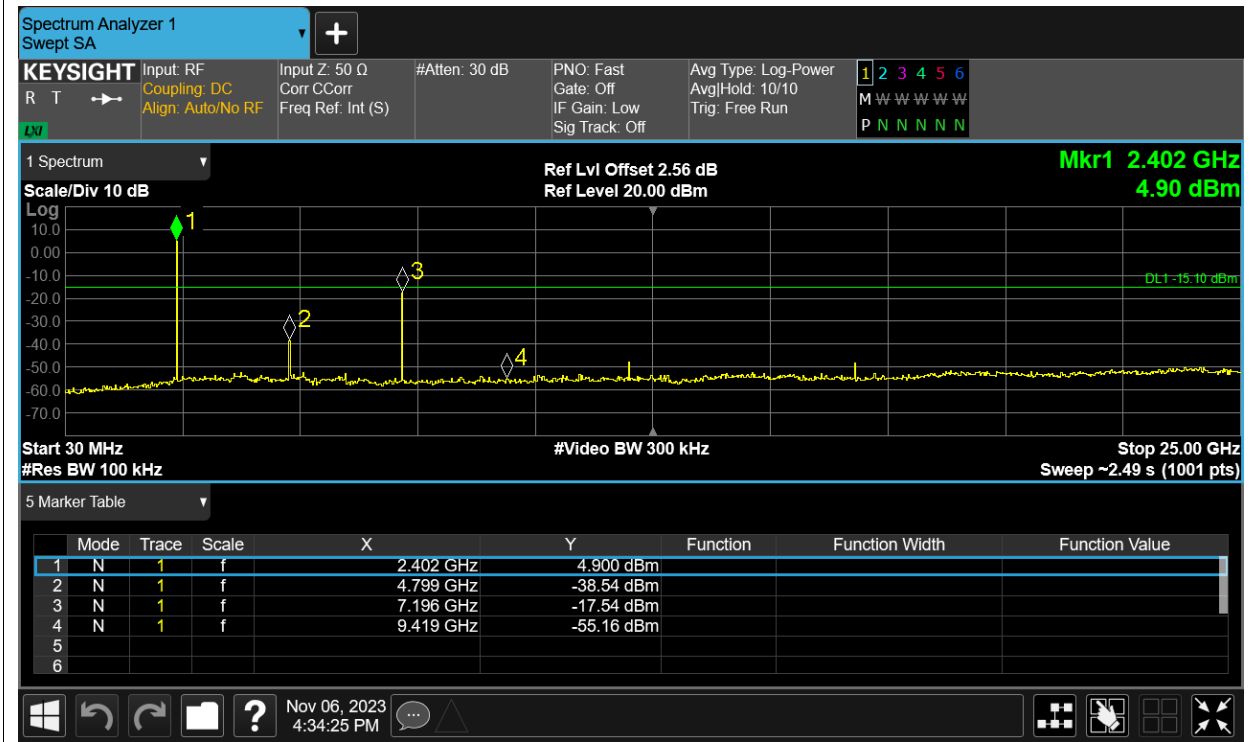 Spectrum Analyzer 1
Swept SA
+
KEYSIGHT Input: RF Input Z: 50 Ω #Atten: 30 dB PNO: Fast Avg Type: Log-Power 1 2 3 4 5 6
R T Coupling: DC Corr CCorr Gate: Off Avg|Hold: 10/10 M W W W W W
Align: Auto/No RF Freq Ref: Int (S) IF Gain: Low Trig: Free Run
LXI Sig Track: Off P N N N N N
1 Spectrum Ref Lvl Offset 2.56 dB Mkr1 2.402 GHz
Scale/Div 10 dB Ref Level 20.00 dBm 4.90 dBm
Log
1
10.0
0.00
3
-10.0
DL1 -15.10 dBm
-20.0
2
-30.0
-40.0
4
-50.0
-60.0
-70.0
Start 30 MHz #Video BW 300 kHz Stop 25.00 GHz
#Res BW 100 kHz Sweep ~2.49 s (1001 pts)
5 Marker Table
Mode Trace Scale X Y Function Function Width Function Value
1 N 1 f 2.402 GHz 4.900 dBm
2 N 1 f 4.799 GHz -38.54 dBm
3 N 1 f 7.196 GHz -17.54 dBm
4 N 1 f 9.419 GHz -55.16 dBm
5
6
?
Nov 06, 2023
4:34:25 PM